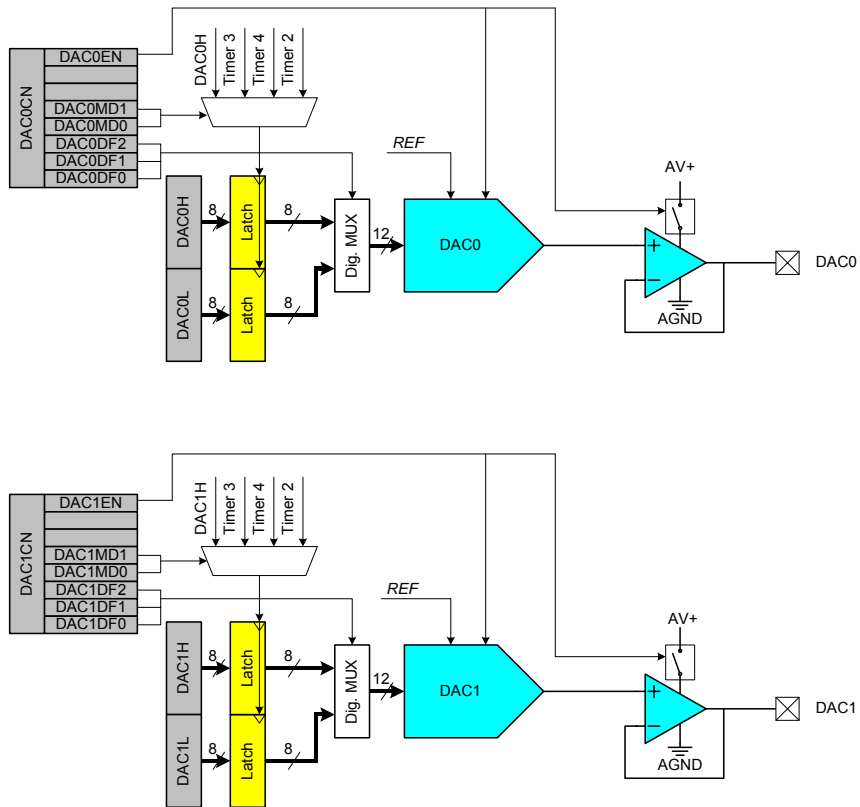 DAC0CN
DAC0EN
DAC0MD1
DAC0MD0
DAC0DF2
DAC0DF1
DAC0DF0
DAC0H
Timer 3
Timer 4
Timer 2
REF
AV+
DAC0H
8
Latch
8
Dig. MUX
12
DAC0
+
−
DAC0
DAC0L
8
Latch
8
AGND
DAC1CN
DAC1EN
DAC1MD1
DAC1MD0
DAC1DF2
DAC1DF1
DAC1DF0
DAC1H
Timer 3
Timer 4
Timer 2
REF
AV+
DAC1H
8
Latch
8
Dig. MUX
12
DAC1
+
−
DAC1
DAC1L
8
Latch
8
AGND